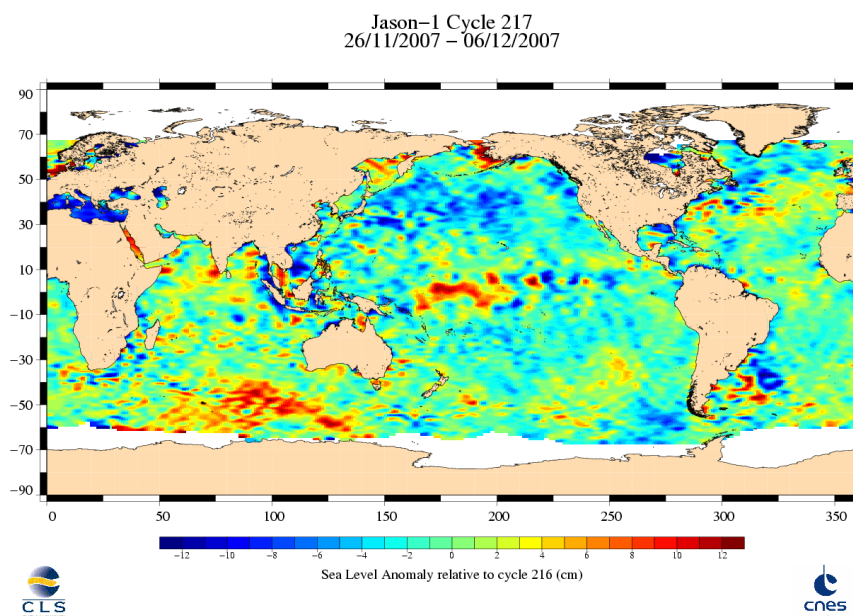 Jason−1 Cycle 217
26/11/2007 − 06/12/2007
90
70
50
30
10
−10
−30
−50
−70
−90
0 50 100 150 200 250 300 350
−12 −10 −8 −6 −4 −2 0 2 4 6 8 10 12
Sea Level Anomaly relative to cycle 216 (cm)
CLS
cnes